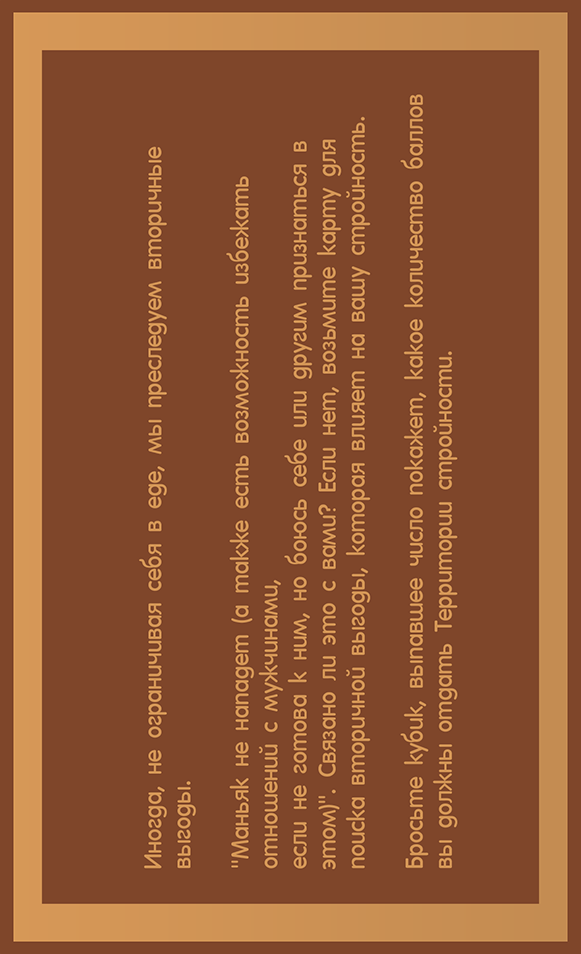 Иногда, не ограничивая себя в еде, мы преследуем вторичные
выгоды.
"Маньяк не нападет (а также есть возможность избежать
отношений с мужчинами,
если не готова к ним, но боюсь себе или другим признаться в
этом)". Связано ли это с вами? Если нет, возьмите карту для
поиска вторичной выгоды, которая влияет на вашу стройность.
Бросьте кубик, выпавшее число покажет, какое количество баллов
вы должны отдать Территории стройности.